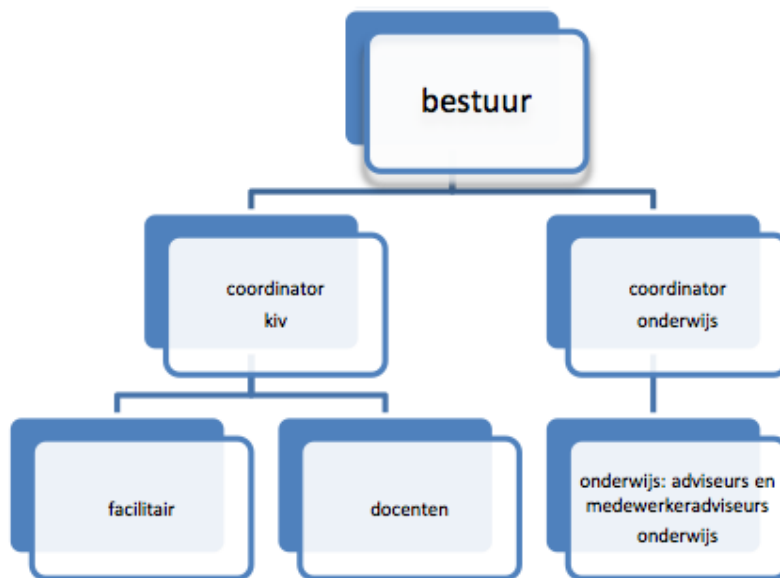 bestuur
coordinator
kiv
coordinator
onderwijs
facilitair
docenten
onderwijs: adviseurs en
medewerkeradviseurs
onderwijs